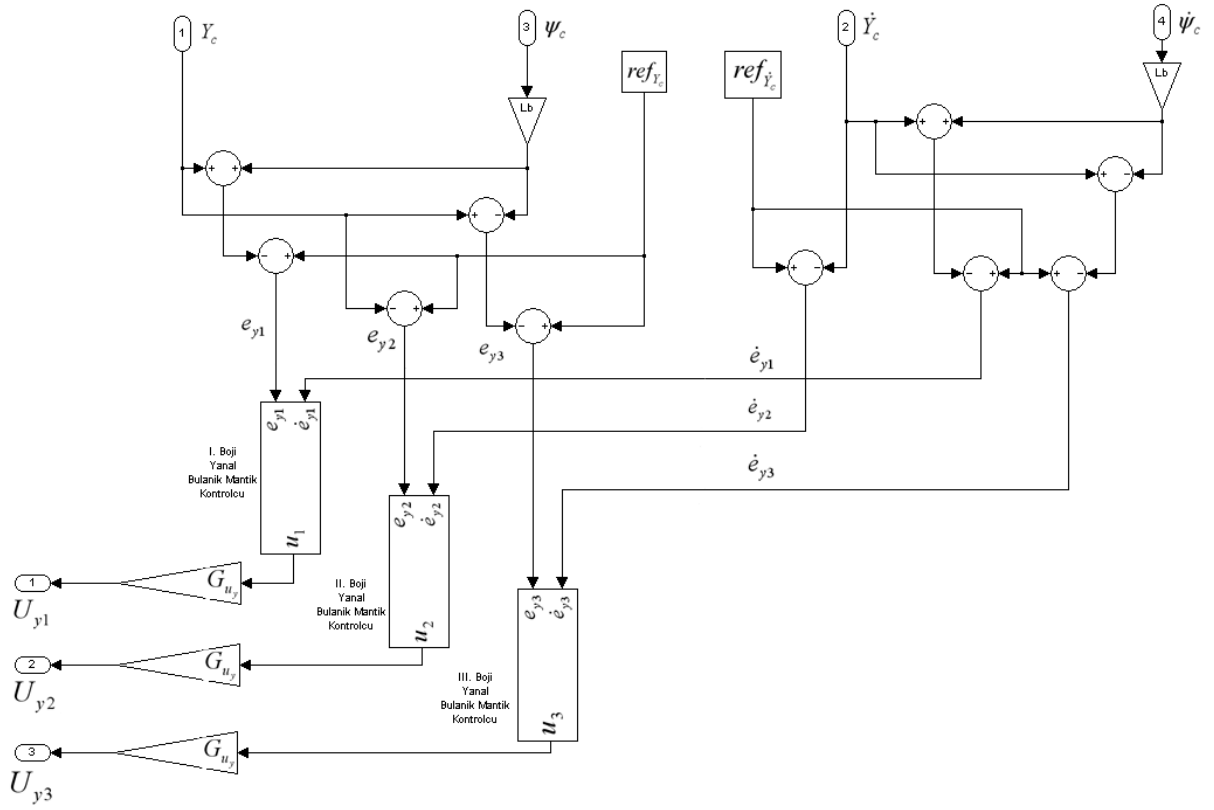 1 Y_c
3 ψ_c
ref_{Y_c}
ref_{Ẏ_c}
2 Ẏ_c
4 ψ̇_c
Lb
Lb
+ +
+ −
+ +
+ −
− +
− +
− +
+ −
− +
+ −
e_{y1}
e_{y2}
e_{y3}
ė_{y1}
ė_{y2}
ė_{y3}
I. Boji
Yanal
Bulanik Mantik
Kontrolcu
e_{y1} ė_{y1}
u_1
II. Boji
Yanal
Bulanik Mantik
Kontrolcu
e_{y2} ė_{y2}
u_2
III. Boji
Yanal
Bulanik Mantik
Kontrolcu
e_{y3} ė_{y3}
u_3
1 G_{u_y}
U_{y1}
2 G_{u_y}
U_{y2}
3 G_{u_y}
U_{y3}